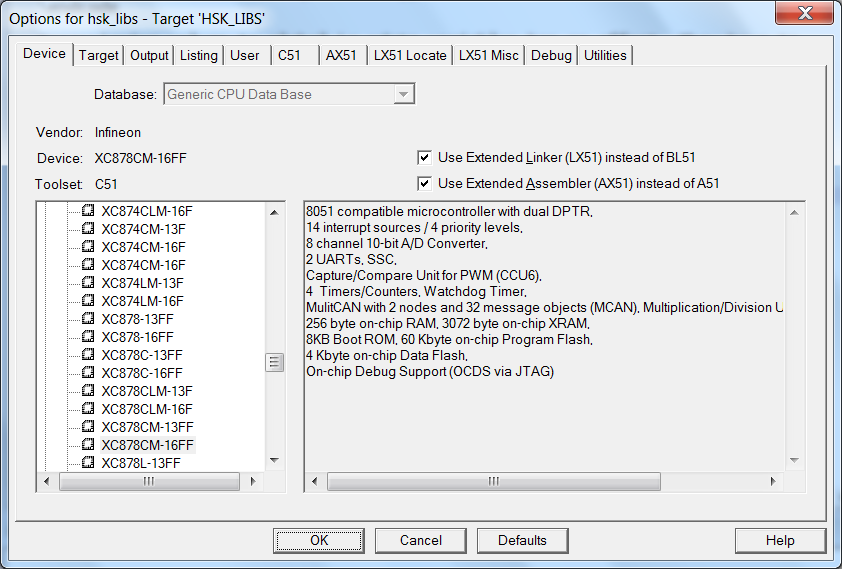 Options for hsk_libs - Target 'HSK_LIBS'
Device Target Output Listing User C51 AX51 LX51 Locate LX51 Misc Debug Utilities
Database: Generic CPU Data Base
Vendor: Infineon
Device: XC878CM-16FF
Toolset: C51
Use Extended Linker (LX51) instead of BL51
Use Extended Assembler (AX51) instead of A51
XC874CLM-16F
XC874CM-13F
XC874CM-16F
XC874CM-16F
XC874LM-13F
XC874LM-16F
XC878-13FF
XC878-16FF
XC878C-13FF
XC878C-16FF
XC878CLM-13F
XC878CLM-16F
XC878CM-13FF
XC878CM-16FF
XC878L-13FF
8051 compatible microcontroller with dual DPTR,
14 interrupt sources / 4 priority levels,
8 channel 10-bit A/D Converter,
2 UARTs, SSC,
Capture/Compare Unit for PWM (CCU6),
4 Timers/Counters, Watchdog Timer,
MulitCAN with 2 nodes and 32 message objects (MCAN), Multiplication/Division U
256 byte on-chip RAM, 3072 byte on-chip XRAM,
8KB Boot ROM, 60 Kbyte on-chip Program Flash,
4 Kbyte on-chip Data Flash,
On-chip Debug Support (OCDS via JTAG)
OK Cancel Defaults Help